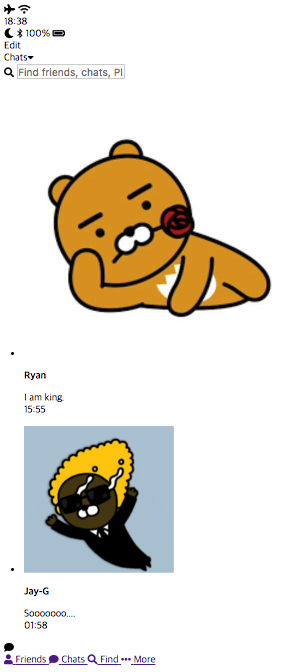 18:38
100%
Edit
Chats
Find friends, chats, Pl
Ryan
I am king.
15:55
Jay-G
Sooooooo....
01:58
Friends Chats Find More